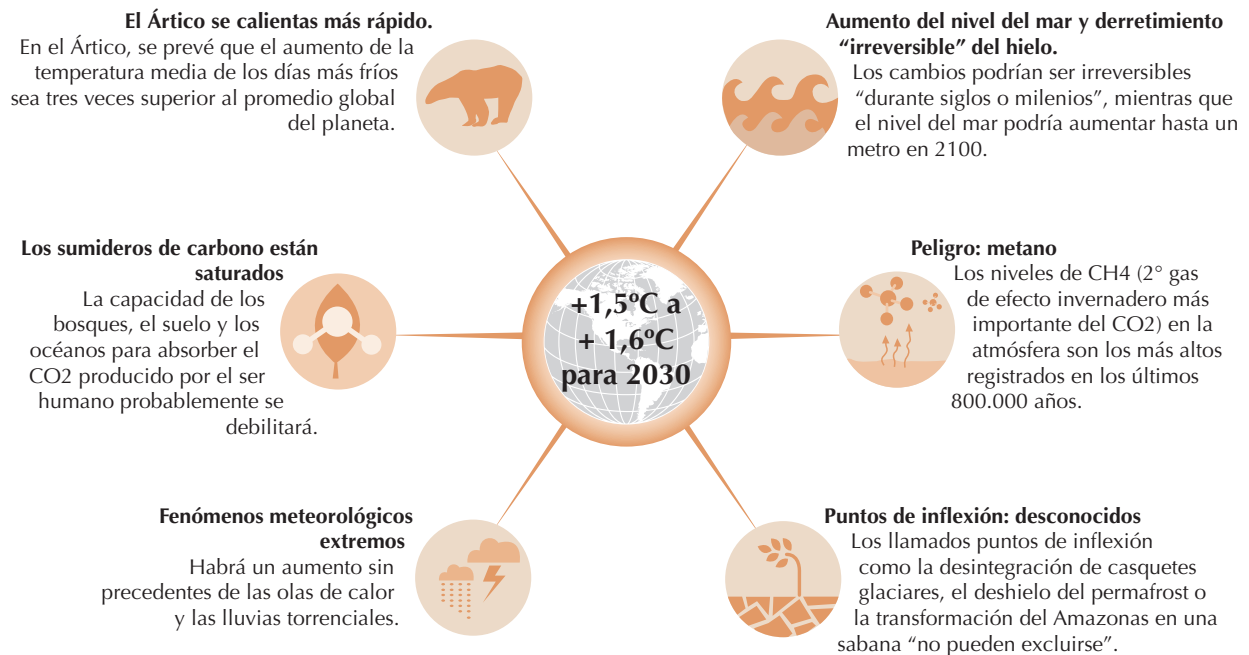 El Ártico se calientas más rápido.
En el Ártico, se prevé que el aumento de la
temperatura media de los días más fríos
sea tres veces superior al promedio global
del planeta.
Aumento del nivel del mar y derretimiento
“irreversible” del hielo.
Los cambios podrían ser irreversibles
“durante siglos o milenios”, mientras que
el nivel del mar podría aumentar hasta un
metro en 2100.
Los sumideros de carbono están
saturados
La capacidad de los
bosques, el suelo y los
océanos para absorber el
CO2 producido por el ser
humano probablemente se
debilitará.
+1,5ºC a
+ 1,6ºC
para 2030
Peligro: metano
Los niveles de CH4 (2° gas
de efecto invernadero más
importante del CO2) en la
atmósfera son los más altos
registrados en los últimos
800.000 años.
Fenómenos meteorológicos
extremos
Habrá un aumento sin
precedentes de las olas de calor
y las lluvias torrenciales.
Puntos de inflexión: desconocidos
Los llamados puntos de inflexión
como la desintegración de casquetes
glaciares, el deshielo del permafrost o
la transformación del Amazonas en una
sabana “no pueden excluirse”.